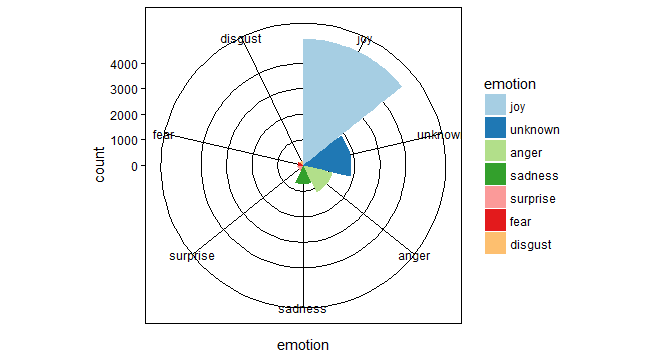 disgust
joy
4000
3000
2000
1000
0
count
fear
unknown
surprise
anger
sadness
emotion
emotion
joy
unknown
anger
sadness
surprise
fear
disgust